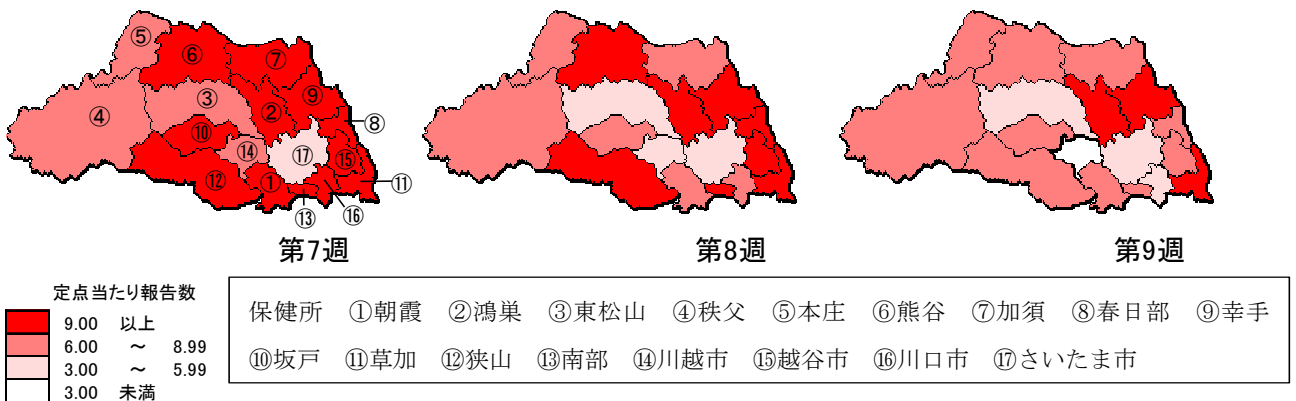 ⑤
⑥
⑦
④
③
②
⑨
⑧
⑩
⑭
⑰
⑮
⑫
①
⑪
⑬
⑯
第7週
第8週
第9週
定点当たり報告数
9.00 以上
6.00 ~ 8.99
3.00 ~ 5.99
3.00 未満
保健所 ①朝霞 ②鴻巣 ③東松山 ④秩父 ⑤本庄 ⑥熊谷 ⑦加須 ⑧春日部 ⑨幸手
⑩坂戸 ⑪草加 ⑫狭山 ⑬南部 ⑭川越市 ⑮越谷市 ⑯川口市 ⑰さいたま市